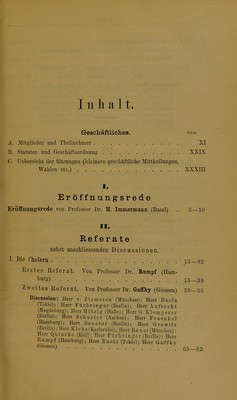 Inhalt.
Geschäftliches.
Seite.
A. Mitglieder und Theilnehmer . . . . . . . . . . XI
B. Statuten und Geschäftsordnung . . . . . . . . . XXIX
C. Uebersicht der Sitzungen (kleinere geschäftliche Mittheilungen,
Wahlen etc.) . . . . . . . . . . XXXIII
I.
Eröffnungsrede
Eröffnungsrede von Professor Dr. H. Immermann (Basel) . 3—10
II.
Referate
nebst anschliessenden Discussionen.
I. Die Cholera . . . . . . . . . . 13—82
Erstes Referat. Von Professor Dr. Rumpf (Ham-
burg) . . . . . . . . . . 13—39
Zweites Referat. Von Professor Dr. Gaffky (Giessen) 39—55
Discussion: Herr v. Ziemssen (München); Herr Baelz
(Tokio); Herr Fürbringer (Berlin); Herr Aufrecht
(Magdeburg); Herr Hitzig (Halle); Herr G. Klemperer
(Berlin); Herr Schuster (Aachen); Herr Fraenkel
(Hamburg); Herr Senator (Berlin); Herr Grawitz
(Berlin); Herr Klebs (Karlsruhe); Herr Bauer (München);
Herr Quincke (Kiel); Herr Fürbringer (Berlin); Herr
Rumpf (Hamburg); Herr Baelz (Tokio); Herr Gaffky
(Giessen) . . . . . . . . . . 55—82